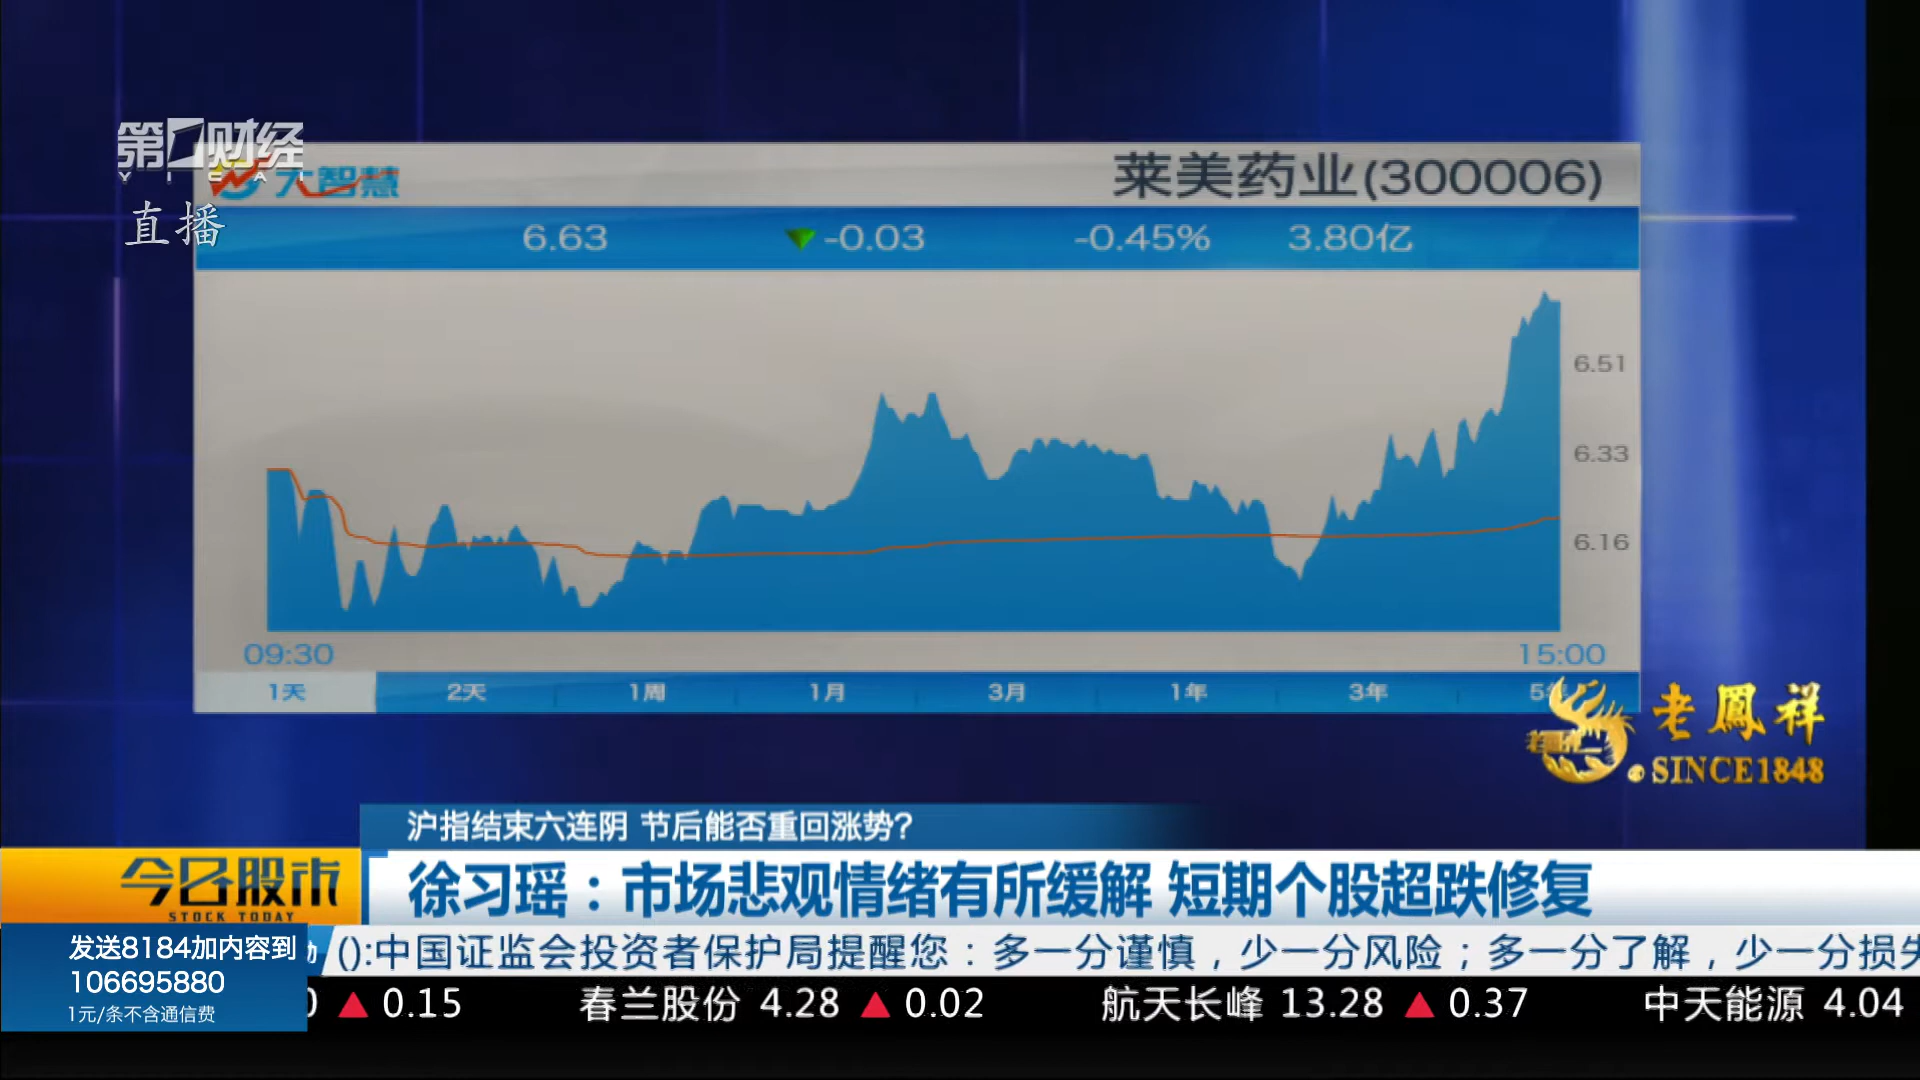 第一财经
YICAI
大智慧
直播
莱美药业(300006)
6.63 ▼-0.03 -0.45% 3.80亿
6.51
6.33
6.16
09:30 15:00
1天 2天 1周 1月 3月 1年 3年 5年
老鳳祥
SINCE1848
沪指结束六连阴 节后能否重回涨势?
今日股市
STOCK TODAY
徐习瑶：市场悲观情绪有所缓解 短期个股超跌修复
发送8184加内容到
106695880
1元/条不含通信费
():中国证监会投资者保护局提醒您：多一分谨慎，少一分风险；多一分了解，少一分损失
0 ▲ 0.15 春兰股份 4.28 ▲ 0.02 航天长峰 13.28 ▲ 0.37 中天能源 4.04